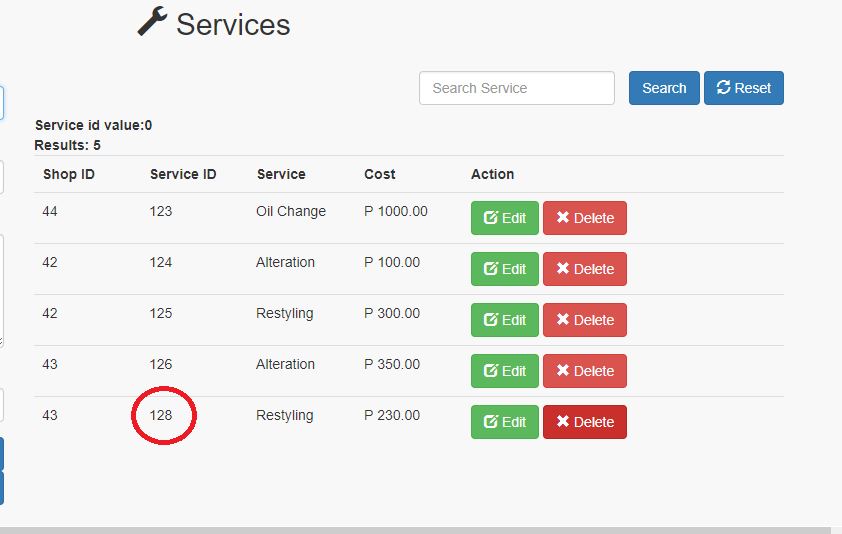 Services
Search Service Search Reset
Service id value:0
Results: 5
Shop ID Service ID Service Cost Action
44 123 Oil Change P 1000.00 Edit Delete
42 124 Alteration P 100.00 Edit Delete
42 125 Restyling P 300.00 Edit Delete
43 126 Alteration P 350.00 Edit Delete
43 128 Restyling P 230.00 Edit Delete